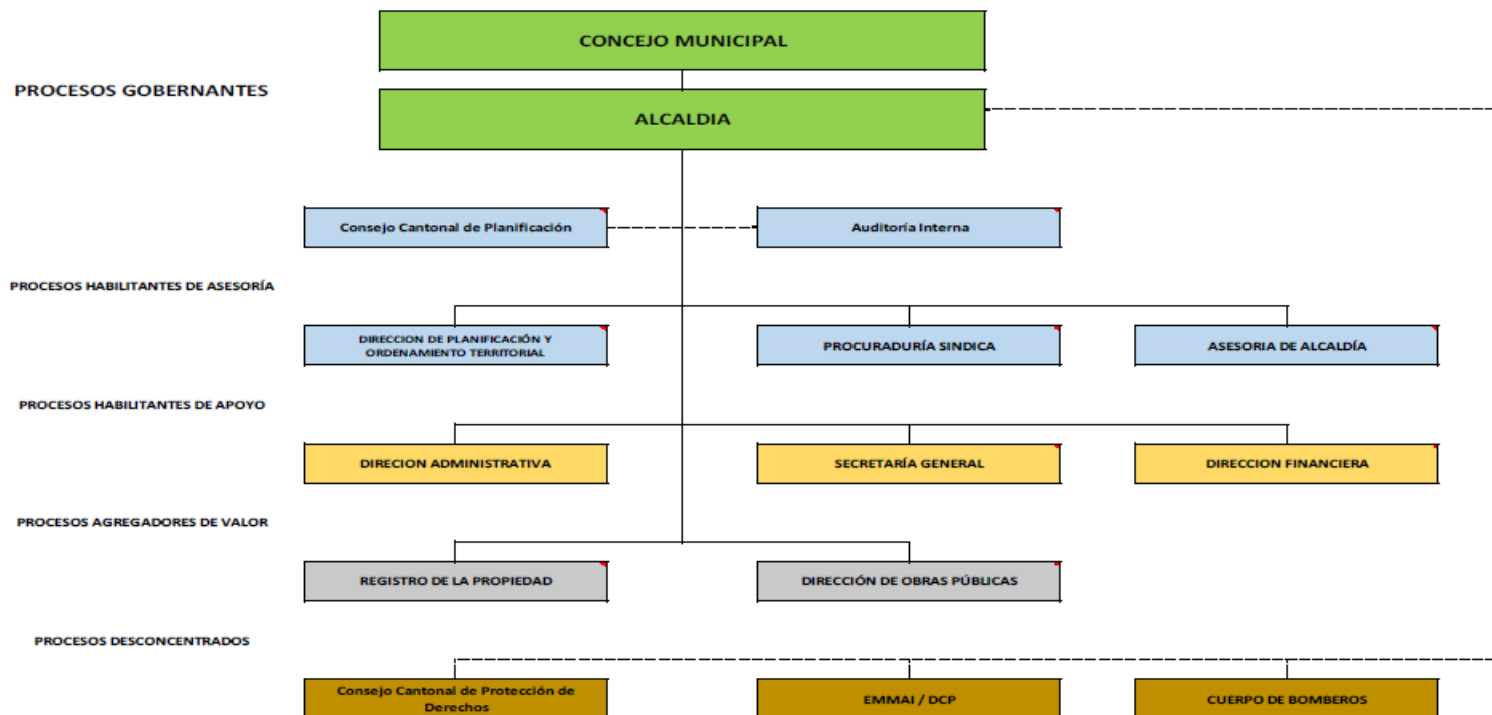 CONCEJO MUNICIPAL
PROCESOS GOBERNANTES
ALCALDIA
Consejo Cantonal de Planificación
Auditoría Interna
PROCESOS HABILITANTES DE ASESORÍA
DIRECCION DE PLANIFICACIÓN Y
ORDENAMIENTO TERRITORIAL
PROCURADURÍA SINDICA
ASESORIA DE ALCALDÍA
PROCESOS HABILITANTES DE APOYO
DIRECION ADMINISTRATIVA
SECRETARÍA GENERAL
DIRECCION FINANCIERA
PROCESOS AGREGADORES DE VALOR
REGISTRO DE LA PROPIEDAD
DIRECCIÓN DE OBRAS PÚBLICAS
PROCESOS DESCONCENTRADOS
Consejo Cantonal de Protección de
Derechos
EMMAI / DCP
CUERPO DE BOMBEROS